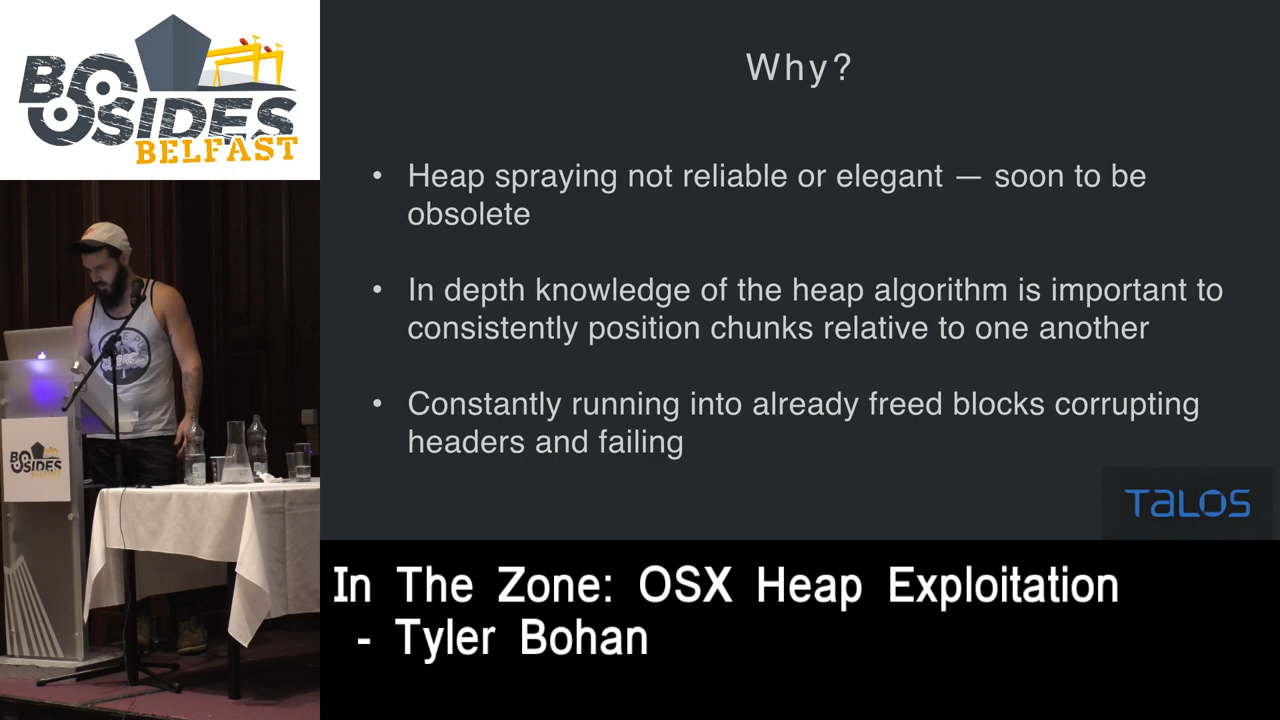 BSIDES
BELFAST
Why?
• Heap spraying not reliable or elegant — soon to be
obsolete
• In depth knowledge of the heap algorithm is important to
consistently position chunks relative to one another
• Constantly running into already freed blocks corrupting
headers and failing
TALOS
BSIDES
BELFAST
In The Zone: OSX Heap Exploitation
- Tyler Bohan